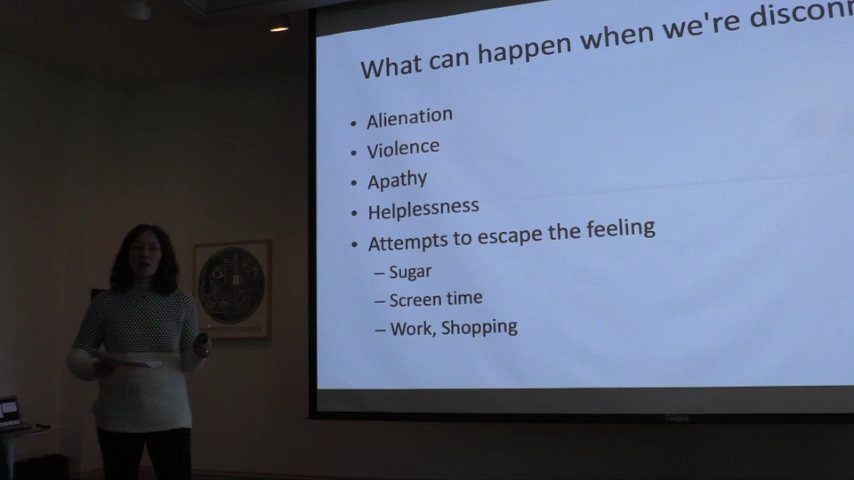 What can happen when we're disconn
• Alienation
• Violence
• Apathy
• Helplessness
• Attempts to escape the feeling
– Sugar
– Screen time
– Work, Shopping